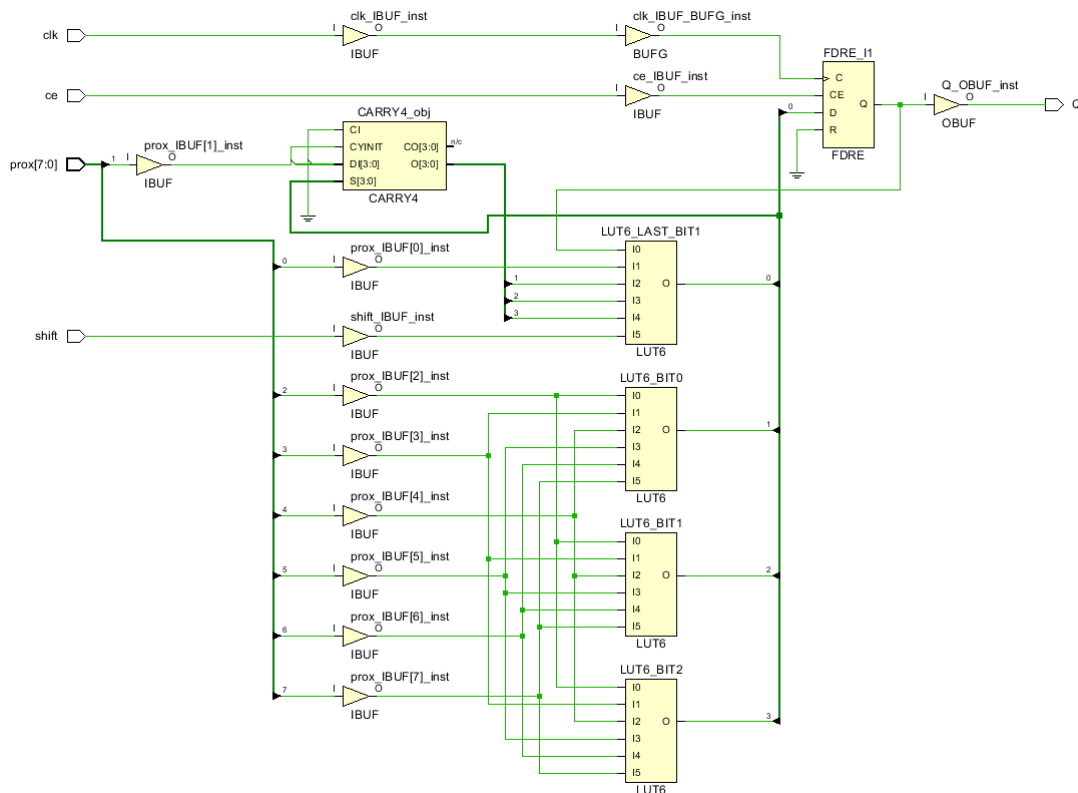 clk
I
clk_IBUF_inst
O
IBUF
I
clk_IBUF_BUFG_inst
O
BUFG
ce
I
ce_IBUF_inst
O
IBUF
FDRE_I1
C
CE
0
D
R
Q
FDRE
I
Q_OBUF_inst
O
OBUF
Q
prox[7:0]
1
I
prox_IBUF[1]_inst
O
IBUF
CARRY4_obj
CI
CYINIT
DI[3:0]
S[3:0]
CO[3:0]
n/c
O[3:0]
CARRY4
0
I
prox_IBUF[0]_inst
O
IBUF
shift
I
shift_IBUF_inst
O
IBUF
LUT6_LAST_BIT1
I0
I1
1
I2
2
I3
3
I4
I5
O
0
LUT6
2
I
prox_IBUF[2]_inst
O
IBUF
3
I
prox_IBUF[3]_inst
O
IBUF
4
I
prox_IBUF[4]_inst
O
IBUF
5
I
prox_IBUF[5]_inst
O
IBUF
6
I
prox_IBUF[6]_inst
O
IBUF
7
I
prox_IBUF[7]_inst
O
IBUF
LUT6_BIT0
I0
I1
I2
I3
I4
I5
O
1
LUT6
LUT6_BIT1
I0
I1
I2
I3
I4
I5
O
2
LUT6
LUT6_BIT2
I0
I1
I2
I3
I4
I5
O
3
LUT6